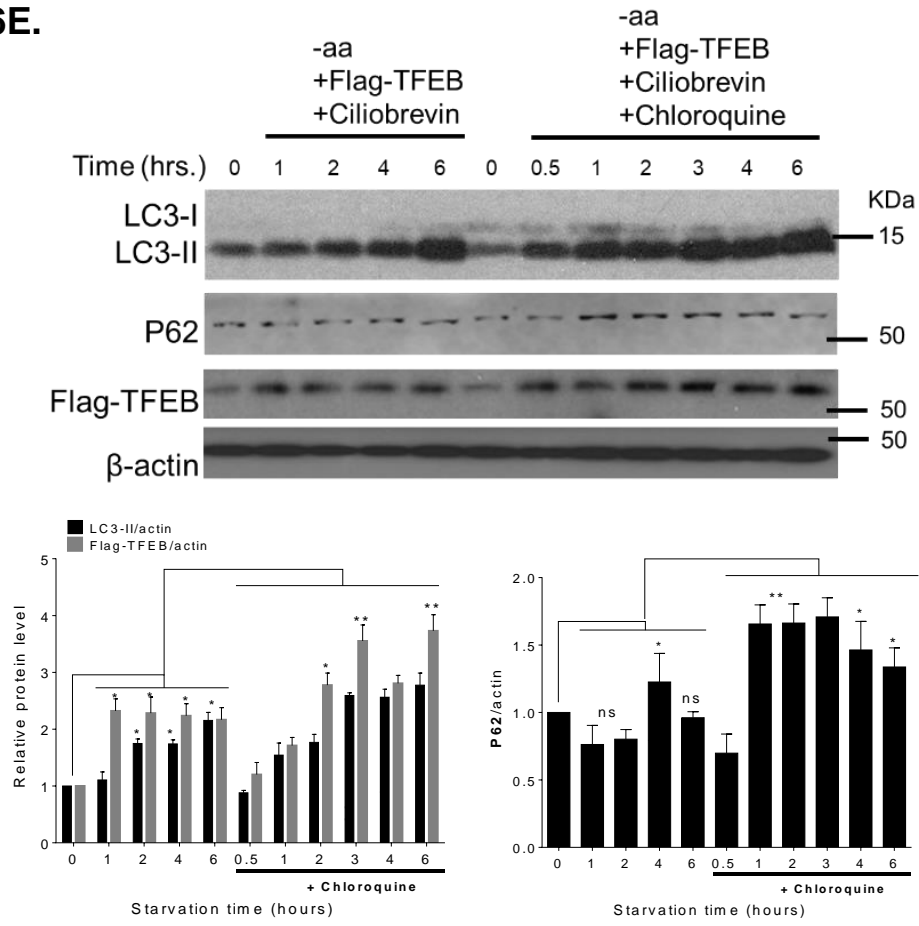 6E.
-aa
+Flag-TFEB
+Ciliobrevin
-aa
+Flag-TFEB
+Ciliobrevin
+Chloroquine
Time (hrs.) 0 1 2 4 6 0 0.5 1 2 3 4 6
KDa
LC3-I
LC3-II
15
P62
50
Flag-TFEB
50
β-actin
50
LC3-II/actin
Flag-TFEB/actin
Relative protein level
5
4
3
2
1
0
* * * *
* *
*
** **
0 1 2 4 6 0.5 1 2 3 4 6
+ Chloroquine
Starvation time (hours)
P62/actin
2.0
1.5
1.0
0.5
0.0
ns * ns
** * *
0 1 2 4 6 0.5 1 2 3 4 6
+ Chloroquine
Starvation time (hours)